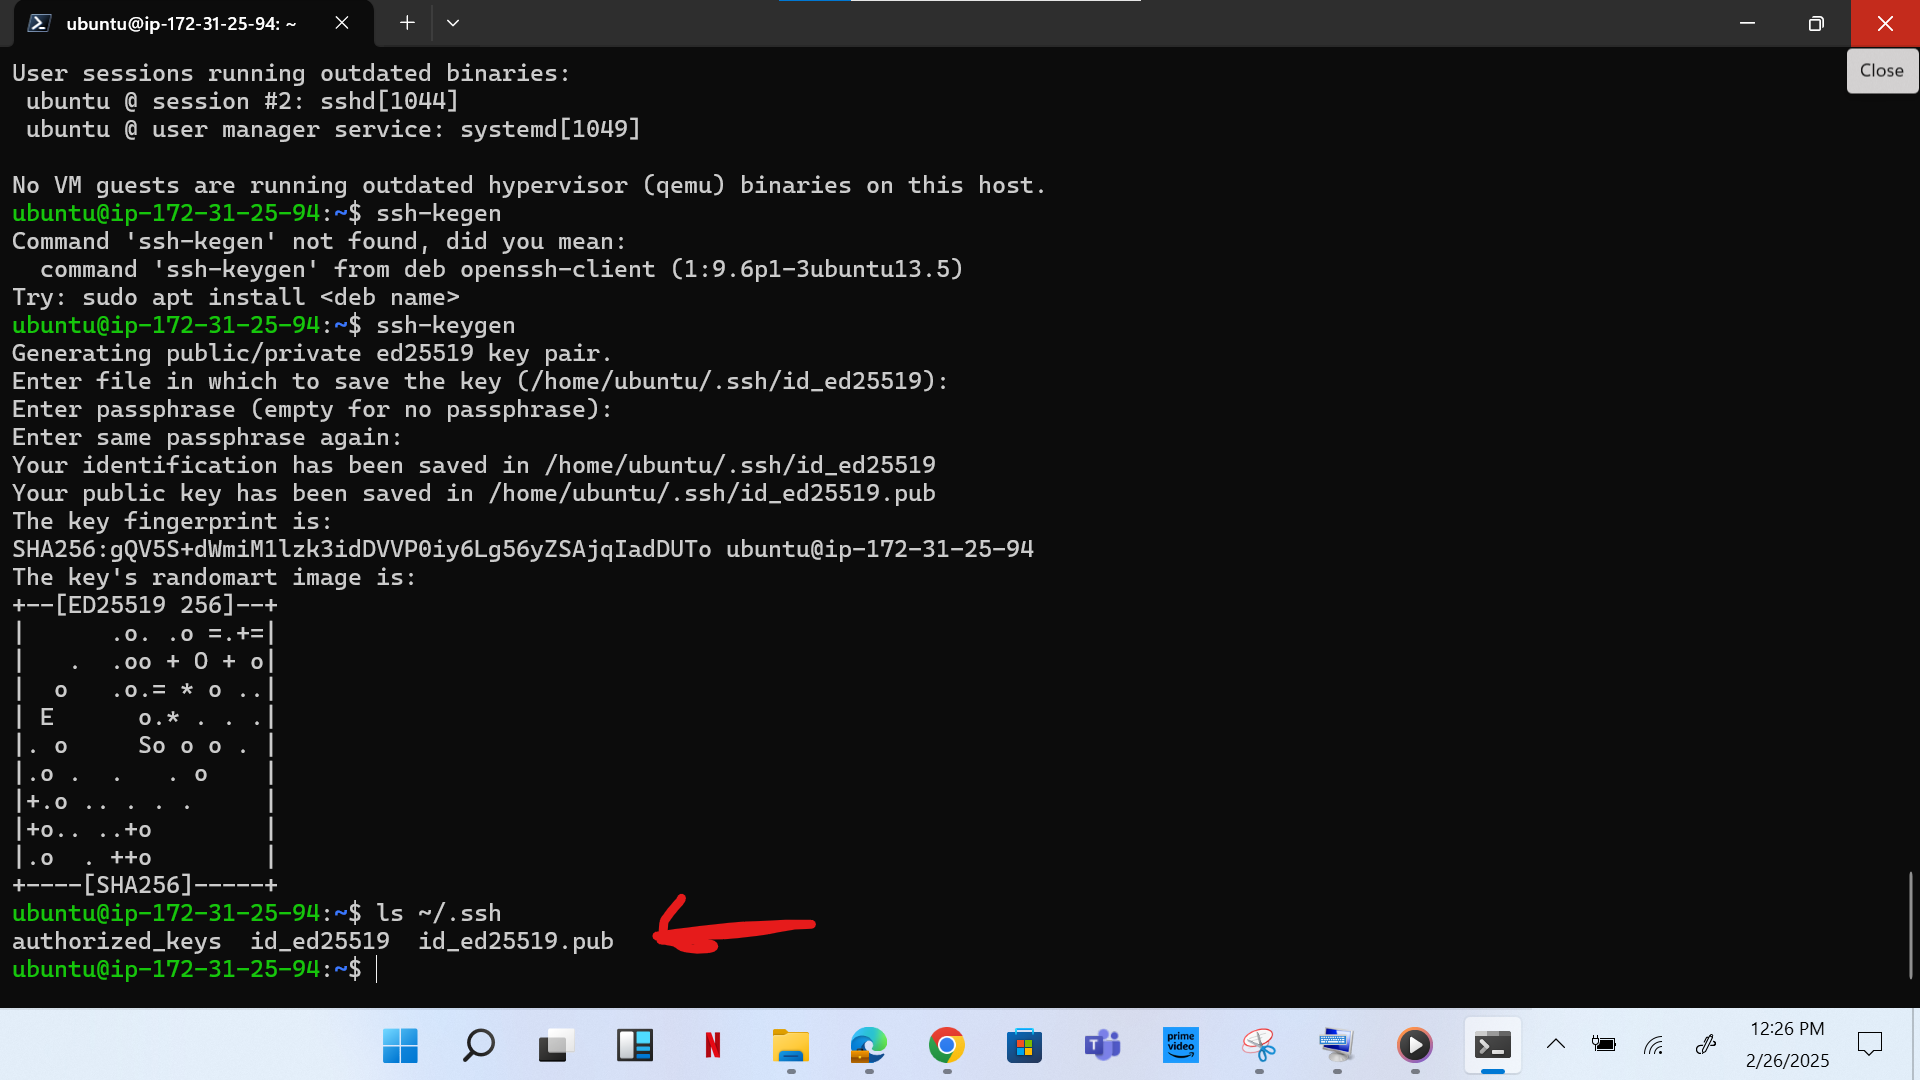 ubuntu@ip-172-31-25-94: ~
Close
User sessions running outdated binaries:
 ubuntu @ session #2: sshd[1044]
 ubuntu @ user manager service: systemd[1049]
No VM guests are running outdated hypervisor (qemu) binaries on this host.
ubuntu@ip-172-31-25-94:~$ ssh-kegen
Command 'ssh-kegen' not found, did you mean:
  command 'ssh-keygen' from deb openssh-client (1:9.6p1-3ubuntu13.5)
Try: sudo apt install <deb name>
ubuntu@ip-172-31-25-94:~$ ssh-keygen
Generating public/private ed25519 key pair.
Enter file in which to save the key (/home/ubuntu/.ssh/id_ed25519):
Enter passphrase (empty for no passphrase):
Enter same passphrase again:
Your identification has been saved in /home/ubuntu/.ssh/id_ed25519
Your public key has been saved in /home/ubuntu/.ssh/id_ed25519.pub
The key fingerprint is:
SHA256:gQV5S+dWmiM1lzk3idDVVP0iy6Lg56yZSAjqIadDUTo ubuntu@ip-172-31-25-94
The key's randomart image is:
+--[ED25519 256]--+
|      .o. .o =.+=|
|   .  .oo + O + o|
|  o   .o.= * o ..|
| E      o.* . . .|
|. o     So o o . |
|.o .  .   . o    |
|+.o .. . . .     |
|+o.. ..+o        |
|.o  . ++o        |
+----[SHA256]-----+
ubuntu@ip-172-31-25-94:~$ ls ~/.ssh
authorized_keys  id_ed25519  id_ed25519.pub
ubuntu@ip-172-31-25-94:~$
N
prime video
12:26 PM
2/26/2025